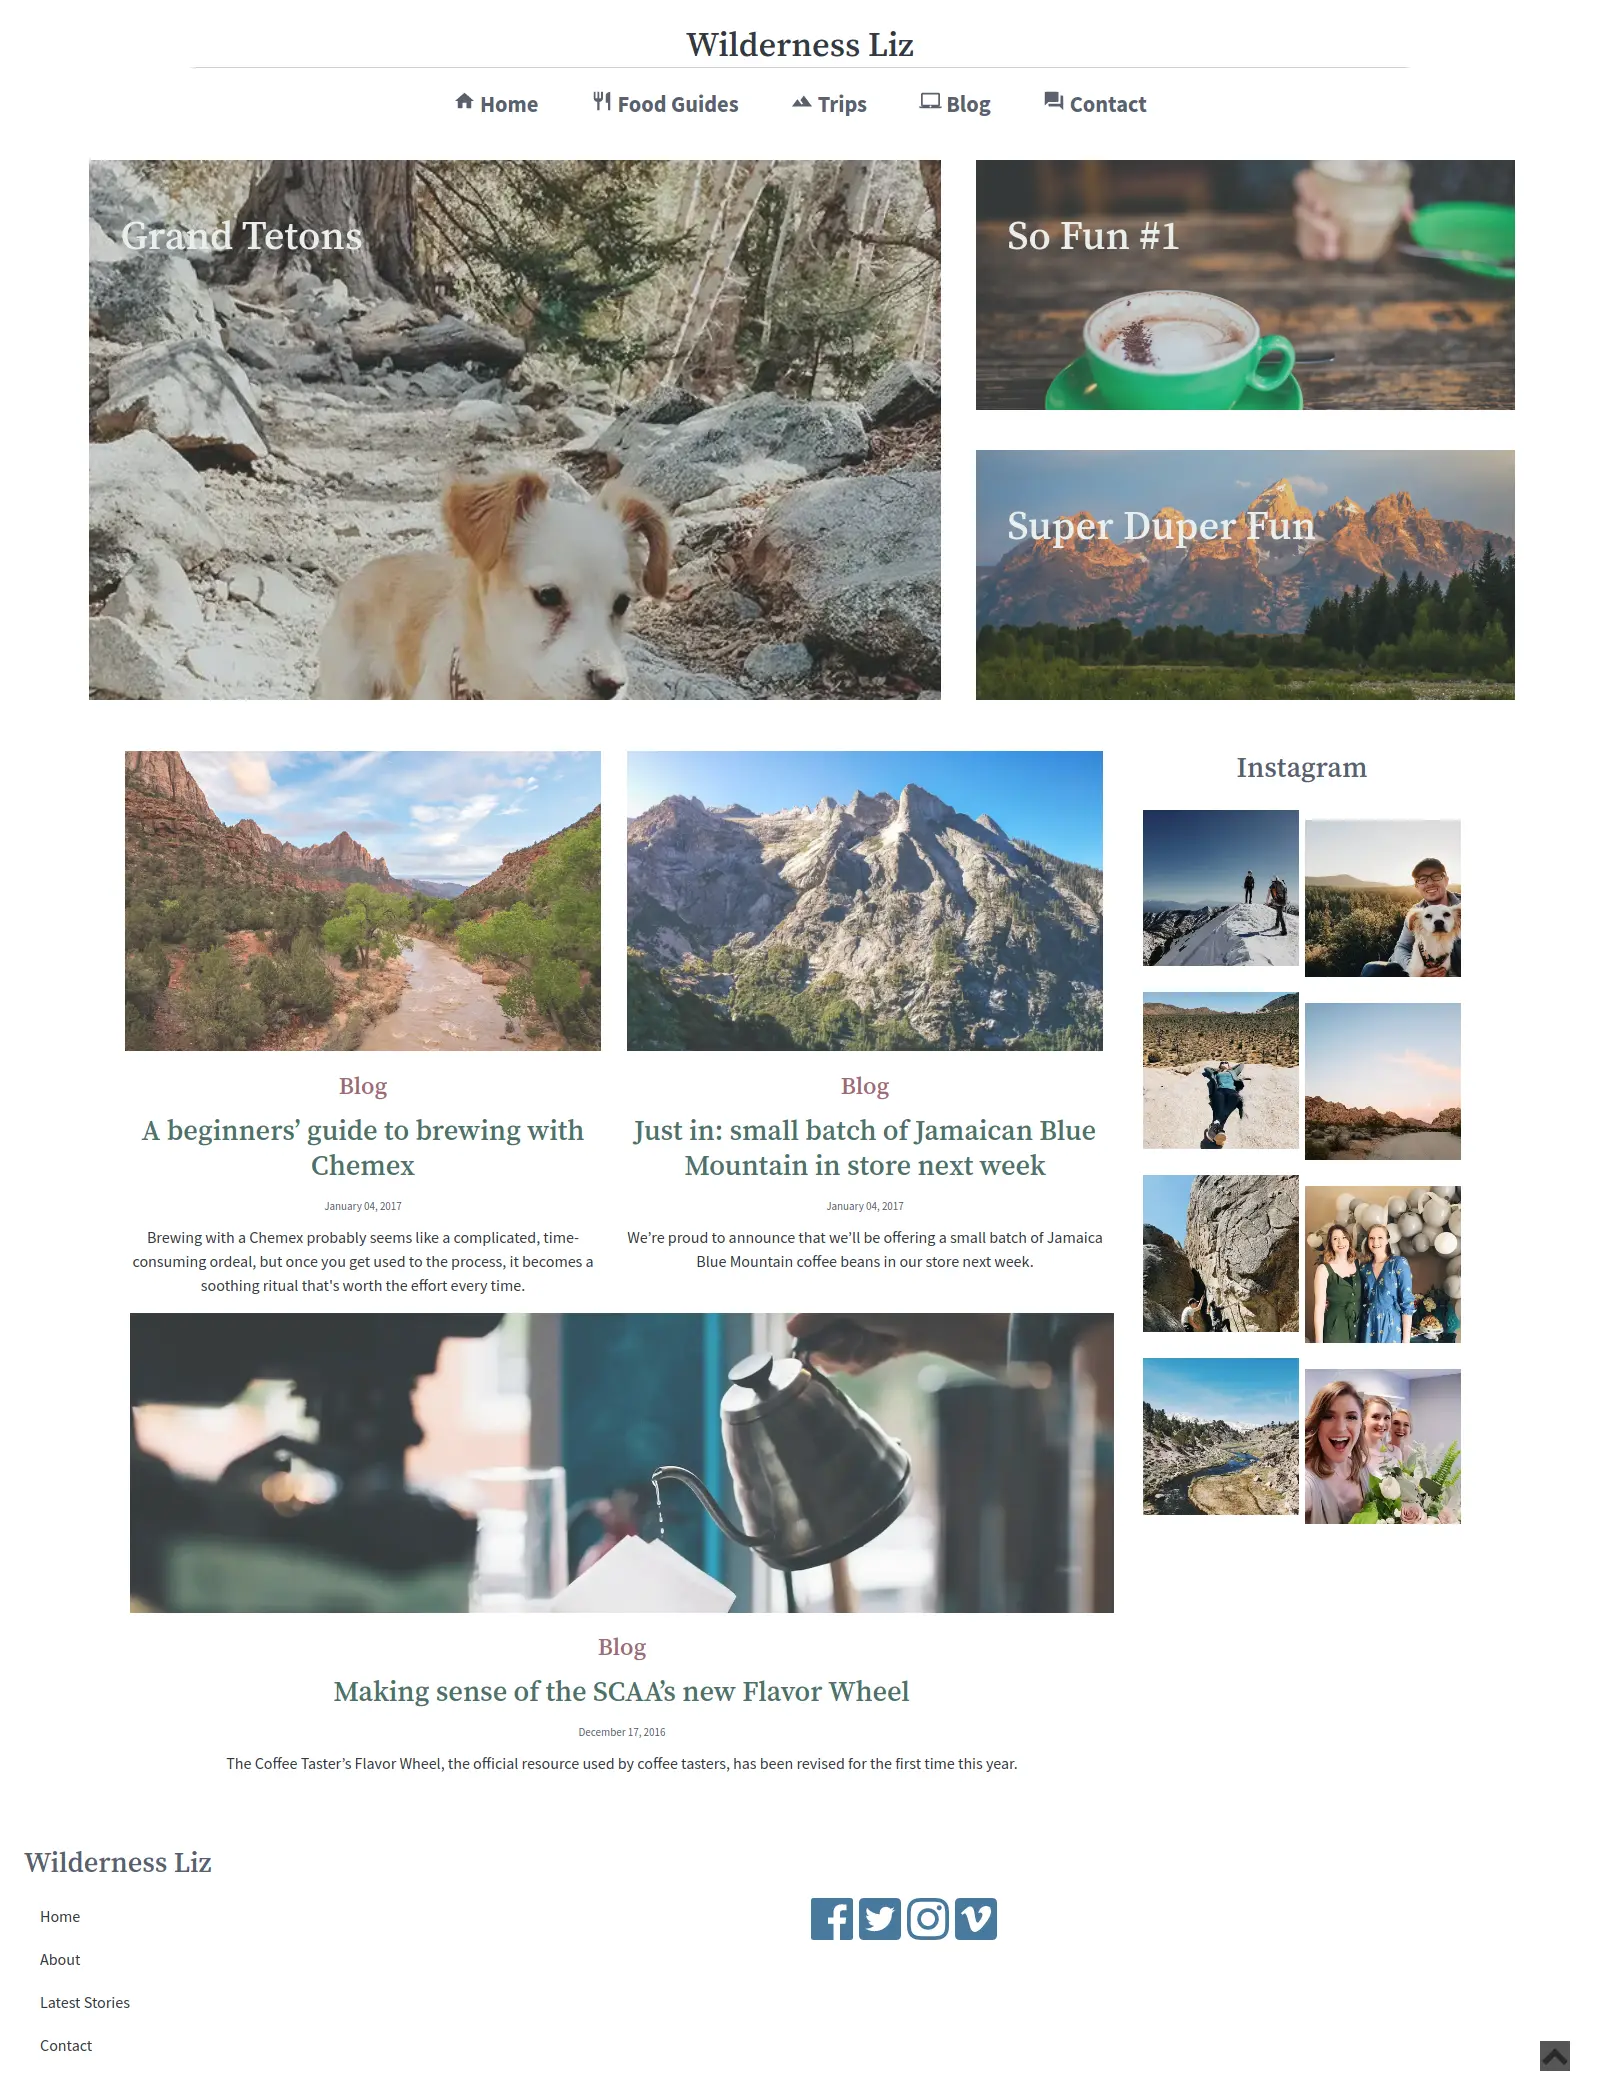 Wilderness Liz
Home
Food Guides
Trips
Blog
Contact
Grand Tetons
So Fun #1
Super Duper Fun
Blog
A beginners’ guide to brewing with
Chemex
January 04, 2017
Brewing with a Chemex probably seems like a complicated, time-
consuming ordeal, but once you get used to the process, it becomes a
soothing ritual that's worth the effort every time.
Blog
Just in: small batch of Jamaican Blue
Mountain in store next week
January 04, 2017
We’re proud to announce that we’ll be offering a small batch of Jamaica
Blue Mountain coffee beans in our store next week.
Blog
Making sense of the SCAA’s new Flavor Wheel
December 17, 2016
The Coffee Taster’s Flavor Wheel, the official resource used by coffee tasters, has been revised for the first time this year.
Instagram
Wilderness Liz
Home
About
Latest Stories
Contact